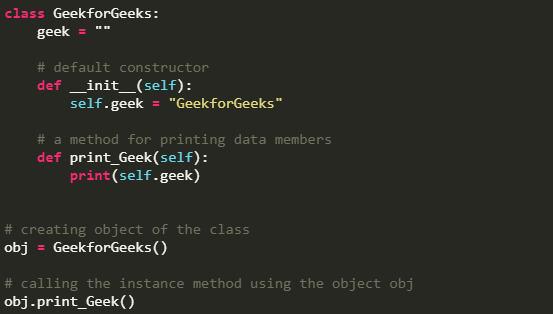 class GeekforGeeks:
    geek = ""
    # default constructor
    def __init__(self):
        self.geek = "GeekforGeeks"
    # a method for printing data members
    def print_Geek(self):
        print(self.geek)
# creating object of the class
obj = GeekforGeeks()
# calling the instance method using the object obj
obj.print_Geek()